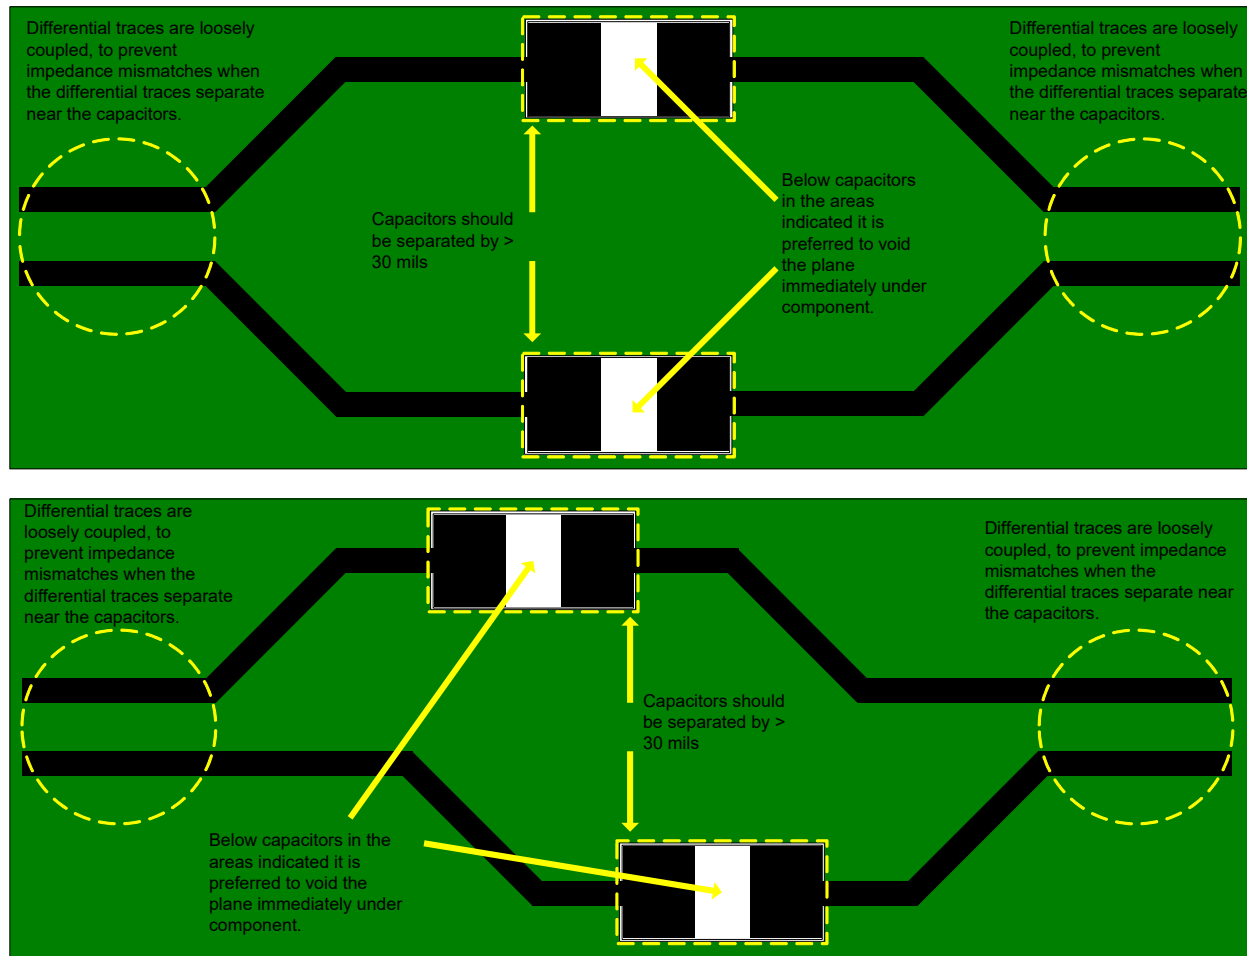 Differential traces are loosely
coupled, to prevent
impedance mismatches when
the differential traces separate
near the capacitors.
Differential traces are loosely
coupled, to prevent
impedance mismatches when
the differential traces separate
near the capacitors.
Capacitors should
be separated by >
30 mils
Below capacitors
in the areas
indicated it is
preferred to void
the plane
immediately under
component.
Differential traces are
loosely coupled, to
prevent impedance
mismatches when the
differential traces separate
near the capacitors.
Differential traces are loosely
coupled, to prevent impedance
mismatches when the
differential traces separate near
the capacitors.
Capacitors should
be separated by >
30 mils
Below capacitors in the
areas indicated it is
preferred to void the
plane immediately under
component.